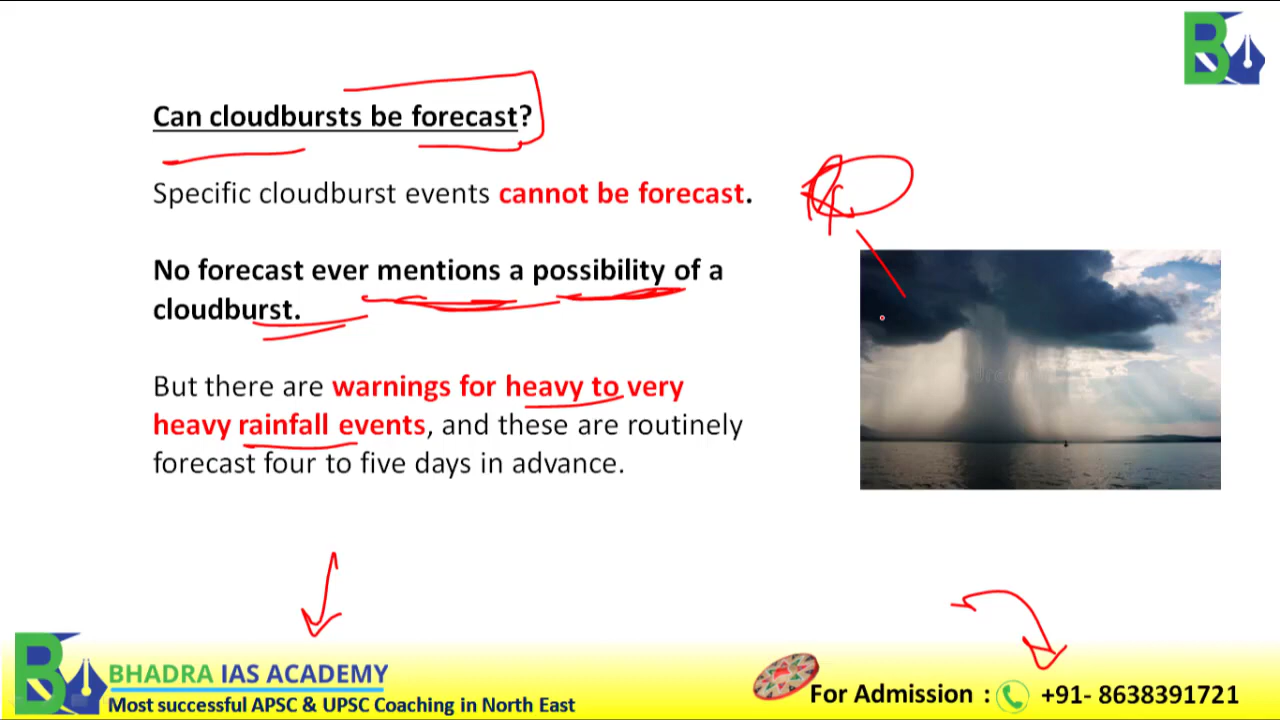 Can cloudbursts be forecast?
Specific cloudburst events cannot be forecast.
No forecast ever mentions a possibility of a
cloudburst.
But there are warnings for heavy to very
heavy rainfall events, and these are routinely
forecast four to five days in advance.
BHADRA IAS ACADEMY
Most successful APSC & UPSC Coaching in North East
For Admission : +91- 8638391721